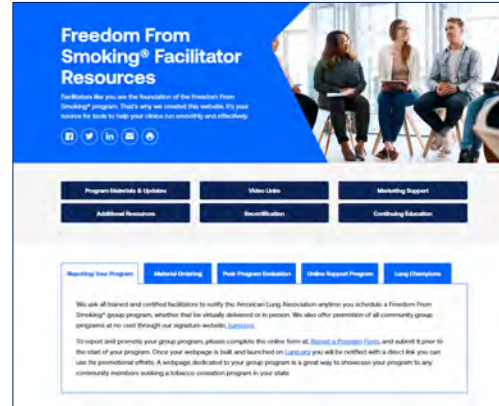 Freedom From
Smoking® Facilitator
Resources
Facilitators like you are the foundation of the Freedom From
Smoking® program. That's why we created this website. It's your
source for tools to help your clinics run smoothly and effectively.
Program Materials & Updates
Video Links
Marketing Support
Additional Resources
Recertification
Continuing Education
Reporting Your Program
Material Ordering
Post-Program Evaluation
Online Support Program
Lung Champions
We ask all trained and certified facilitators to notify the American Lung Association anytime you schedule a Freedom From
Smoking® group program, whether that be virtually delivered or in person. We also offer promotion of all community group
programs at no cost through our signature website, Lung.org.
To report and promote your group program, please complete the online form at, Report a Program Form, and submit it prior to
the start of your program. Once your webpage is built and launched on Lung.org you will be notified with a direct link you can
use for promotional efforts. A webpage dedicated to your group program is a great way to showcase your program to any
community members seeking a tobacco cessation program in your state